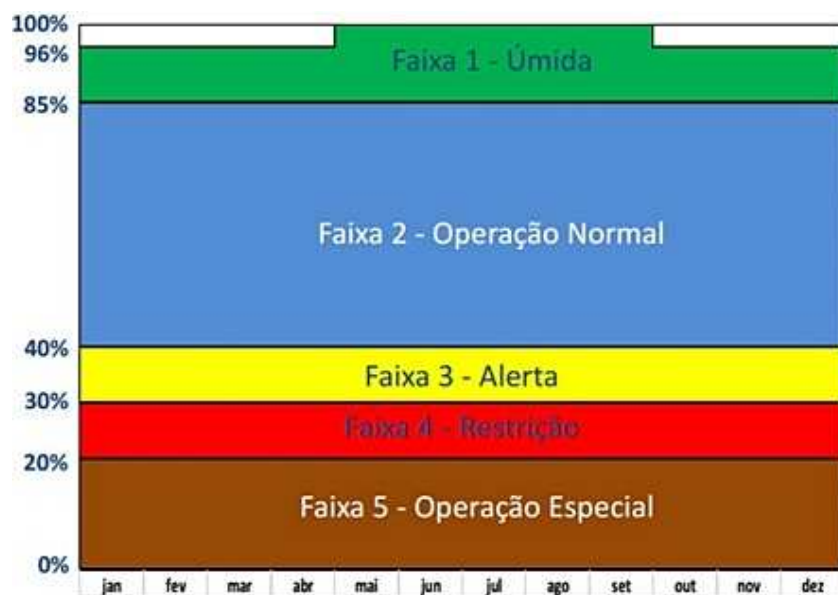 100%
96%
Faixa 1 - Úmida
85%
Faixa 2 - Operação Normal
40%
Faixa 3 - Alerta
30%
Faixa 4 - Restrição
20%
Faixa 5 - Operação Especial
0%
jan fev mar abr mai jun jul ago set out nov dez